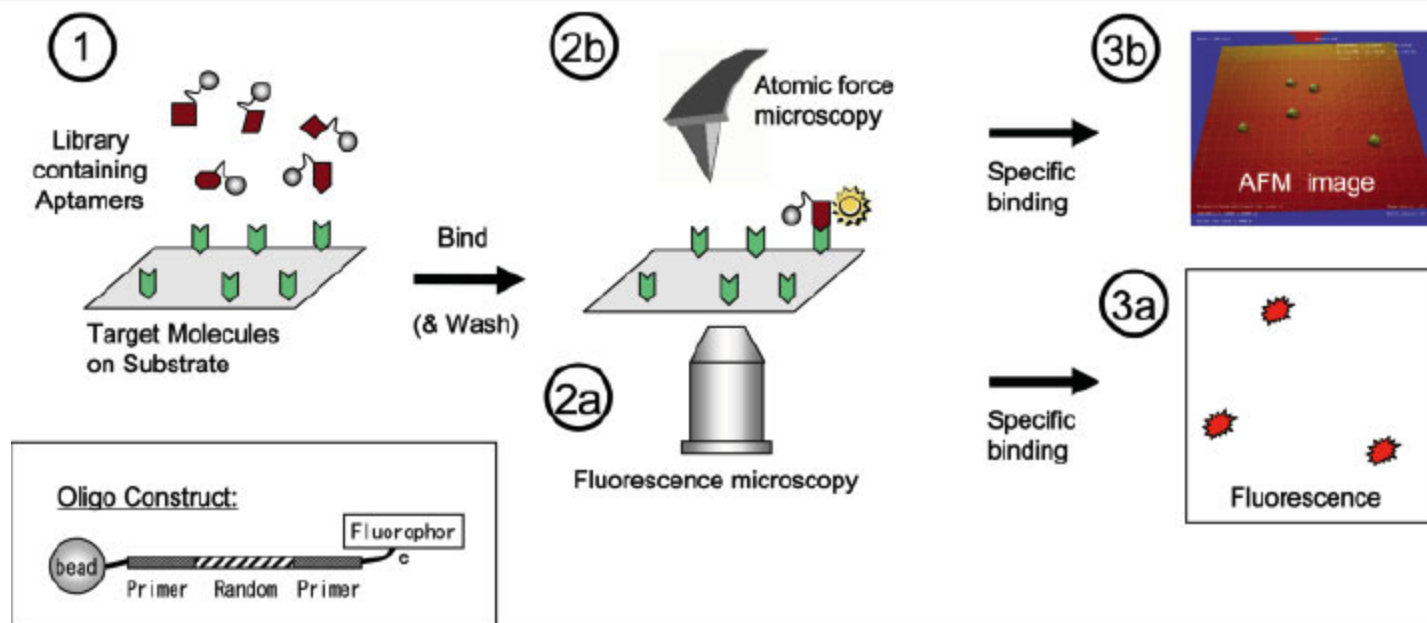 1
Library
containing
Aptamers
Target Molecules
on Substrate
Bind
(& Wash)
2b
Atomic force
microscopy
2a
Fluorescence microscopy
Specific
binding
3b
AFM image
Specific
binding
3a
Fluorescence
Oligo Construct:
bead
Primer Random Primer
Fluorophor
c